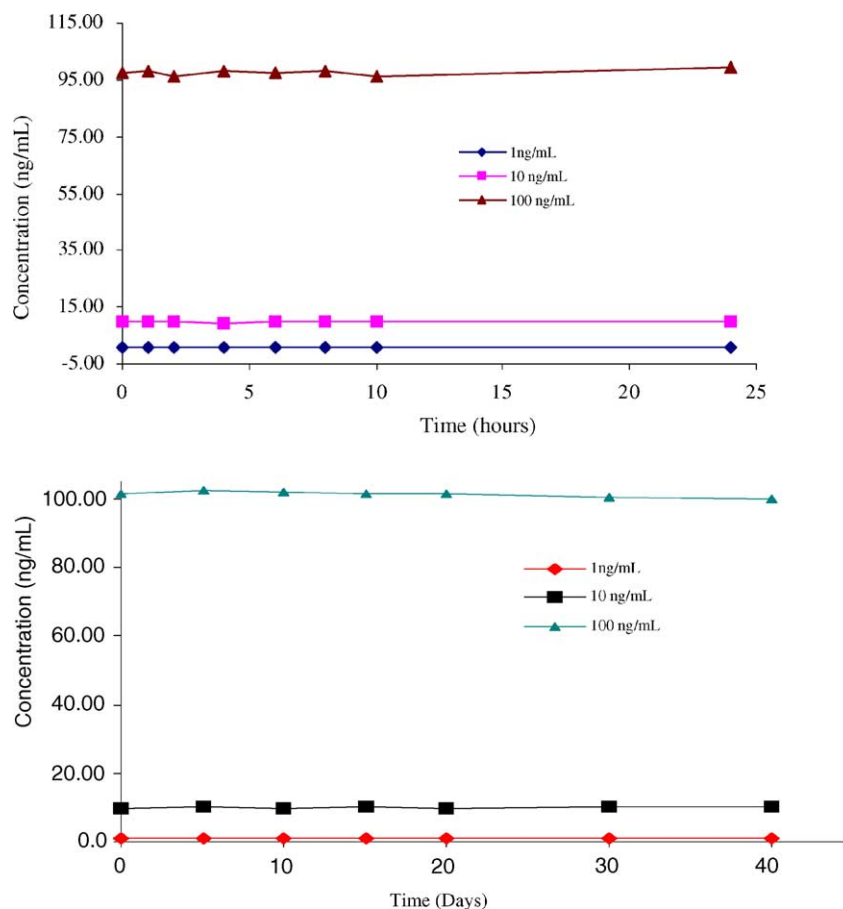 115.00
95.00
75.00
55.00
35.00
15.00
-5.00
Concentration (ng/mL)
1ng/mL
10 ng/mL
100 ng/mL
0 5 10 15 20 25
Time (hours)
100.00
80.00
60.00
40.00
20.00
0.0
Concentration (ng/mL)
1ng/mL
10 ng/mL
100 ng/mL
0 10 20 30 40
Time (Days)